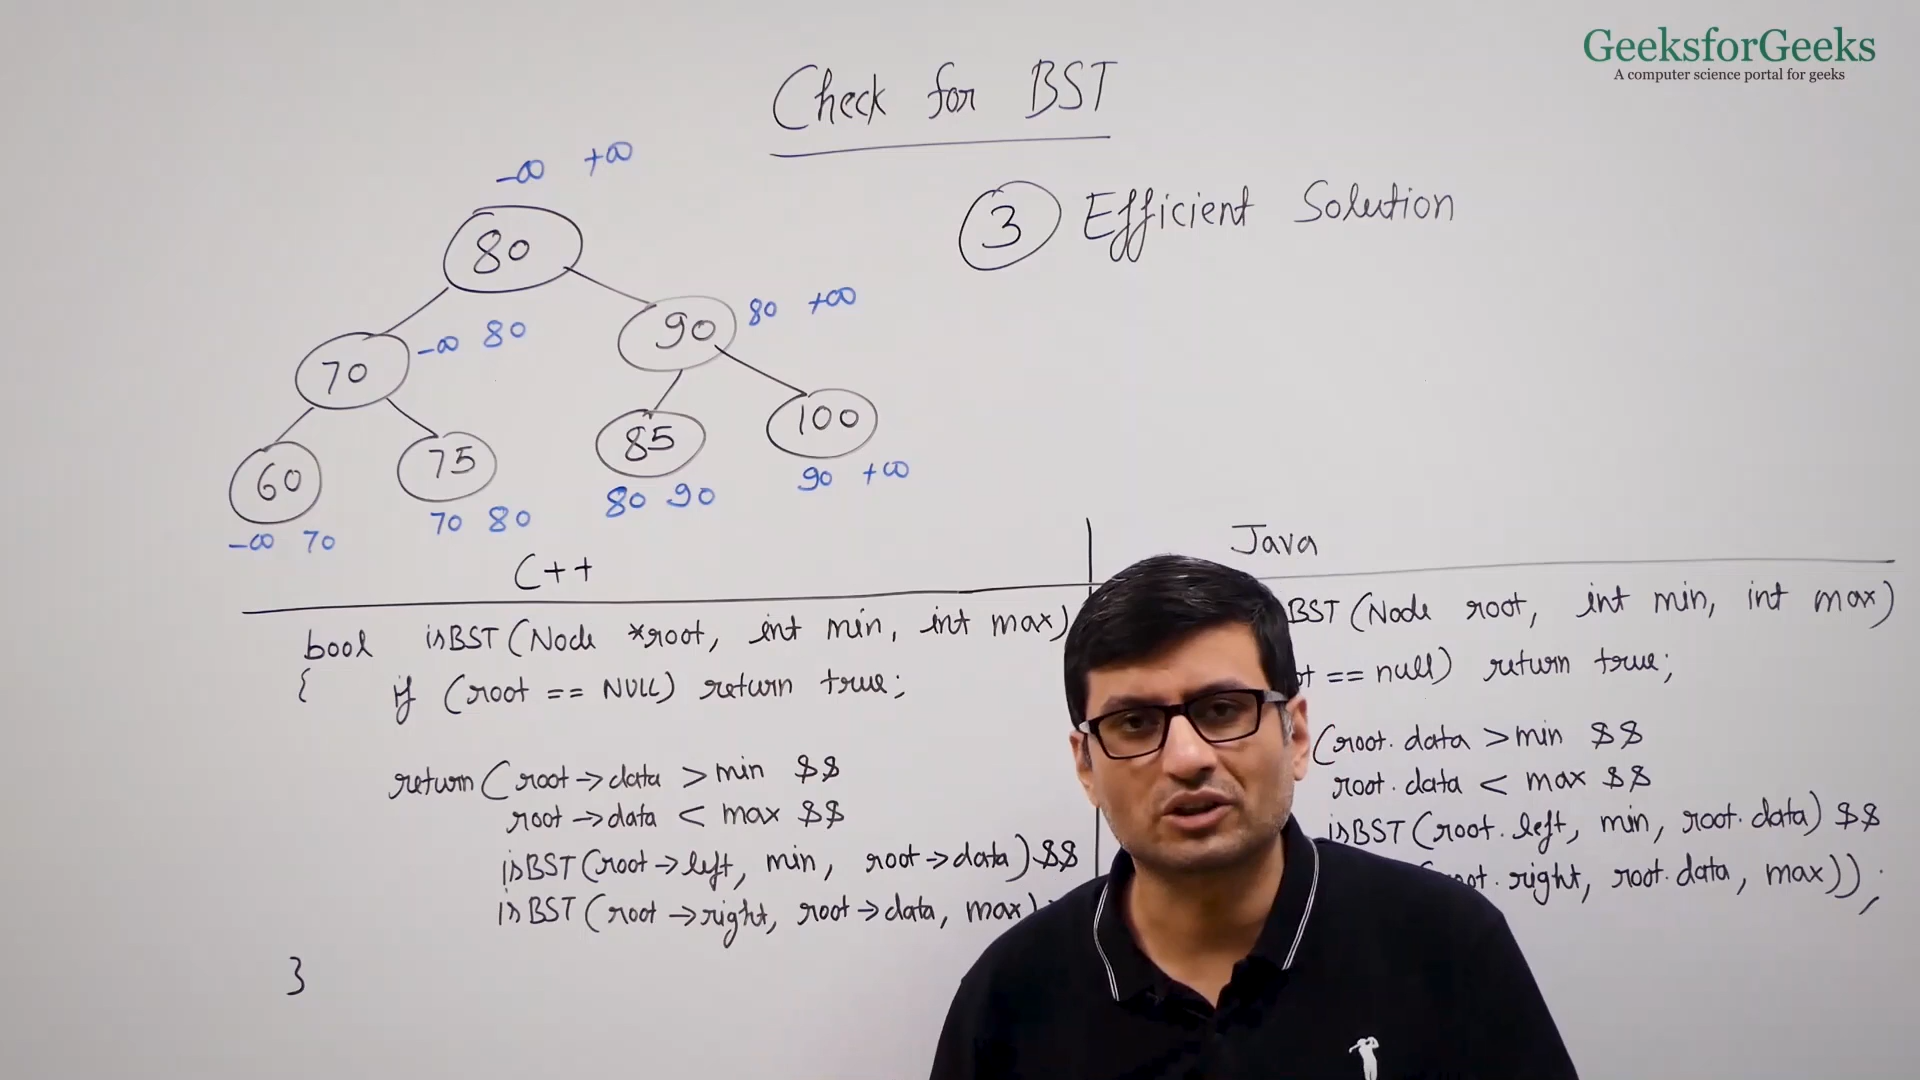 GeeksforGeeks
A computer science portal for geeks
Check for BST
-∞ +∞
3 Efficient Solution
80
90 80 +∞
70 -∞ 80
60 75 85 100
-∞ 70
70 80
80 90
90 +∞
C++
bool isBST(Node *root, int min, int max)
{ if (root == NULL) return true;
return(root->data > min &&
root->data < max &&
isBST(root->left, min, root->data) &&
isBST(root->right, root->data, max)
}
Java
BST(Node root, int min, int max)
== null) return true;
(root.data > min &&
root.data < max &&
isBST(root.left, min, root.data) &&
right, root.data, max));